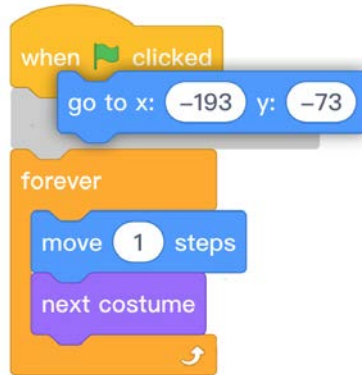 when clicked
go to x: -193 y: -73
forever
move 1 steps
next costume